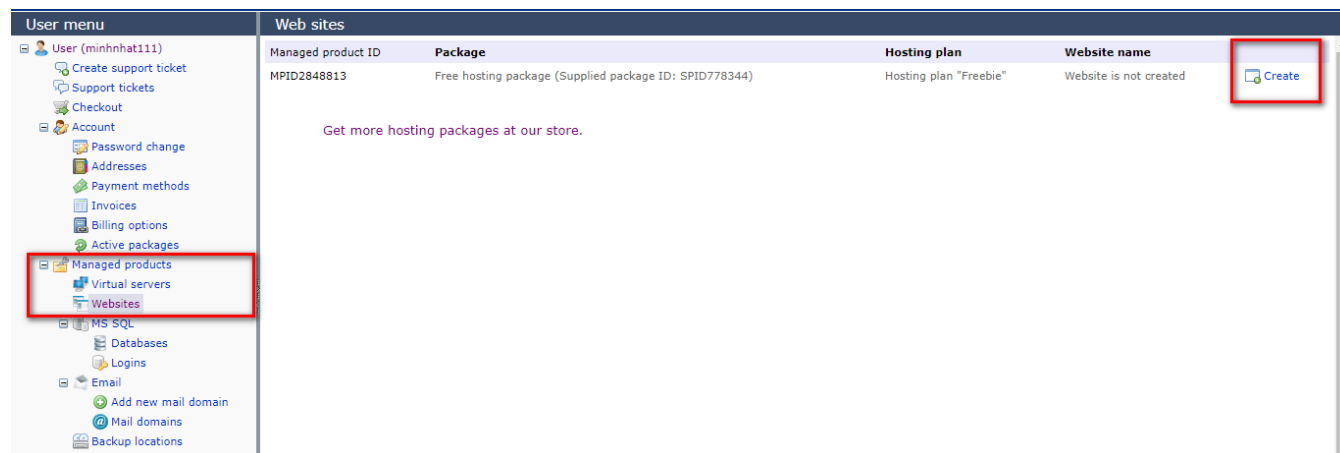 User menu
User (minhnhat111)
Create support ticket
Support tickets
Checkout
Account
Password change
Addresses
Payment methods
Invoices
Billing options
Active packages
Managed products
Virtual servers
Websites
MS SQL
Databases
Logins
Email
Add new mail domain
Mail domains
Backup locations
Web sites
Managed product ID Package Hosting plan Website name
MPID2848813 Free hosting package (Supplied package ID: SPID778344) Hosting plan "Freebie" Website is not created Create
Get more hosting packages at our store.